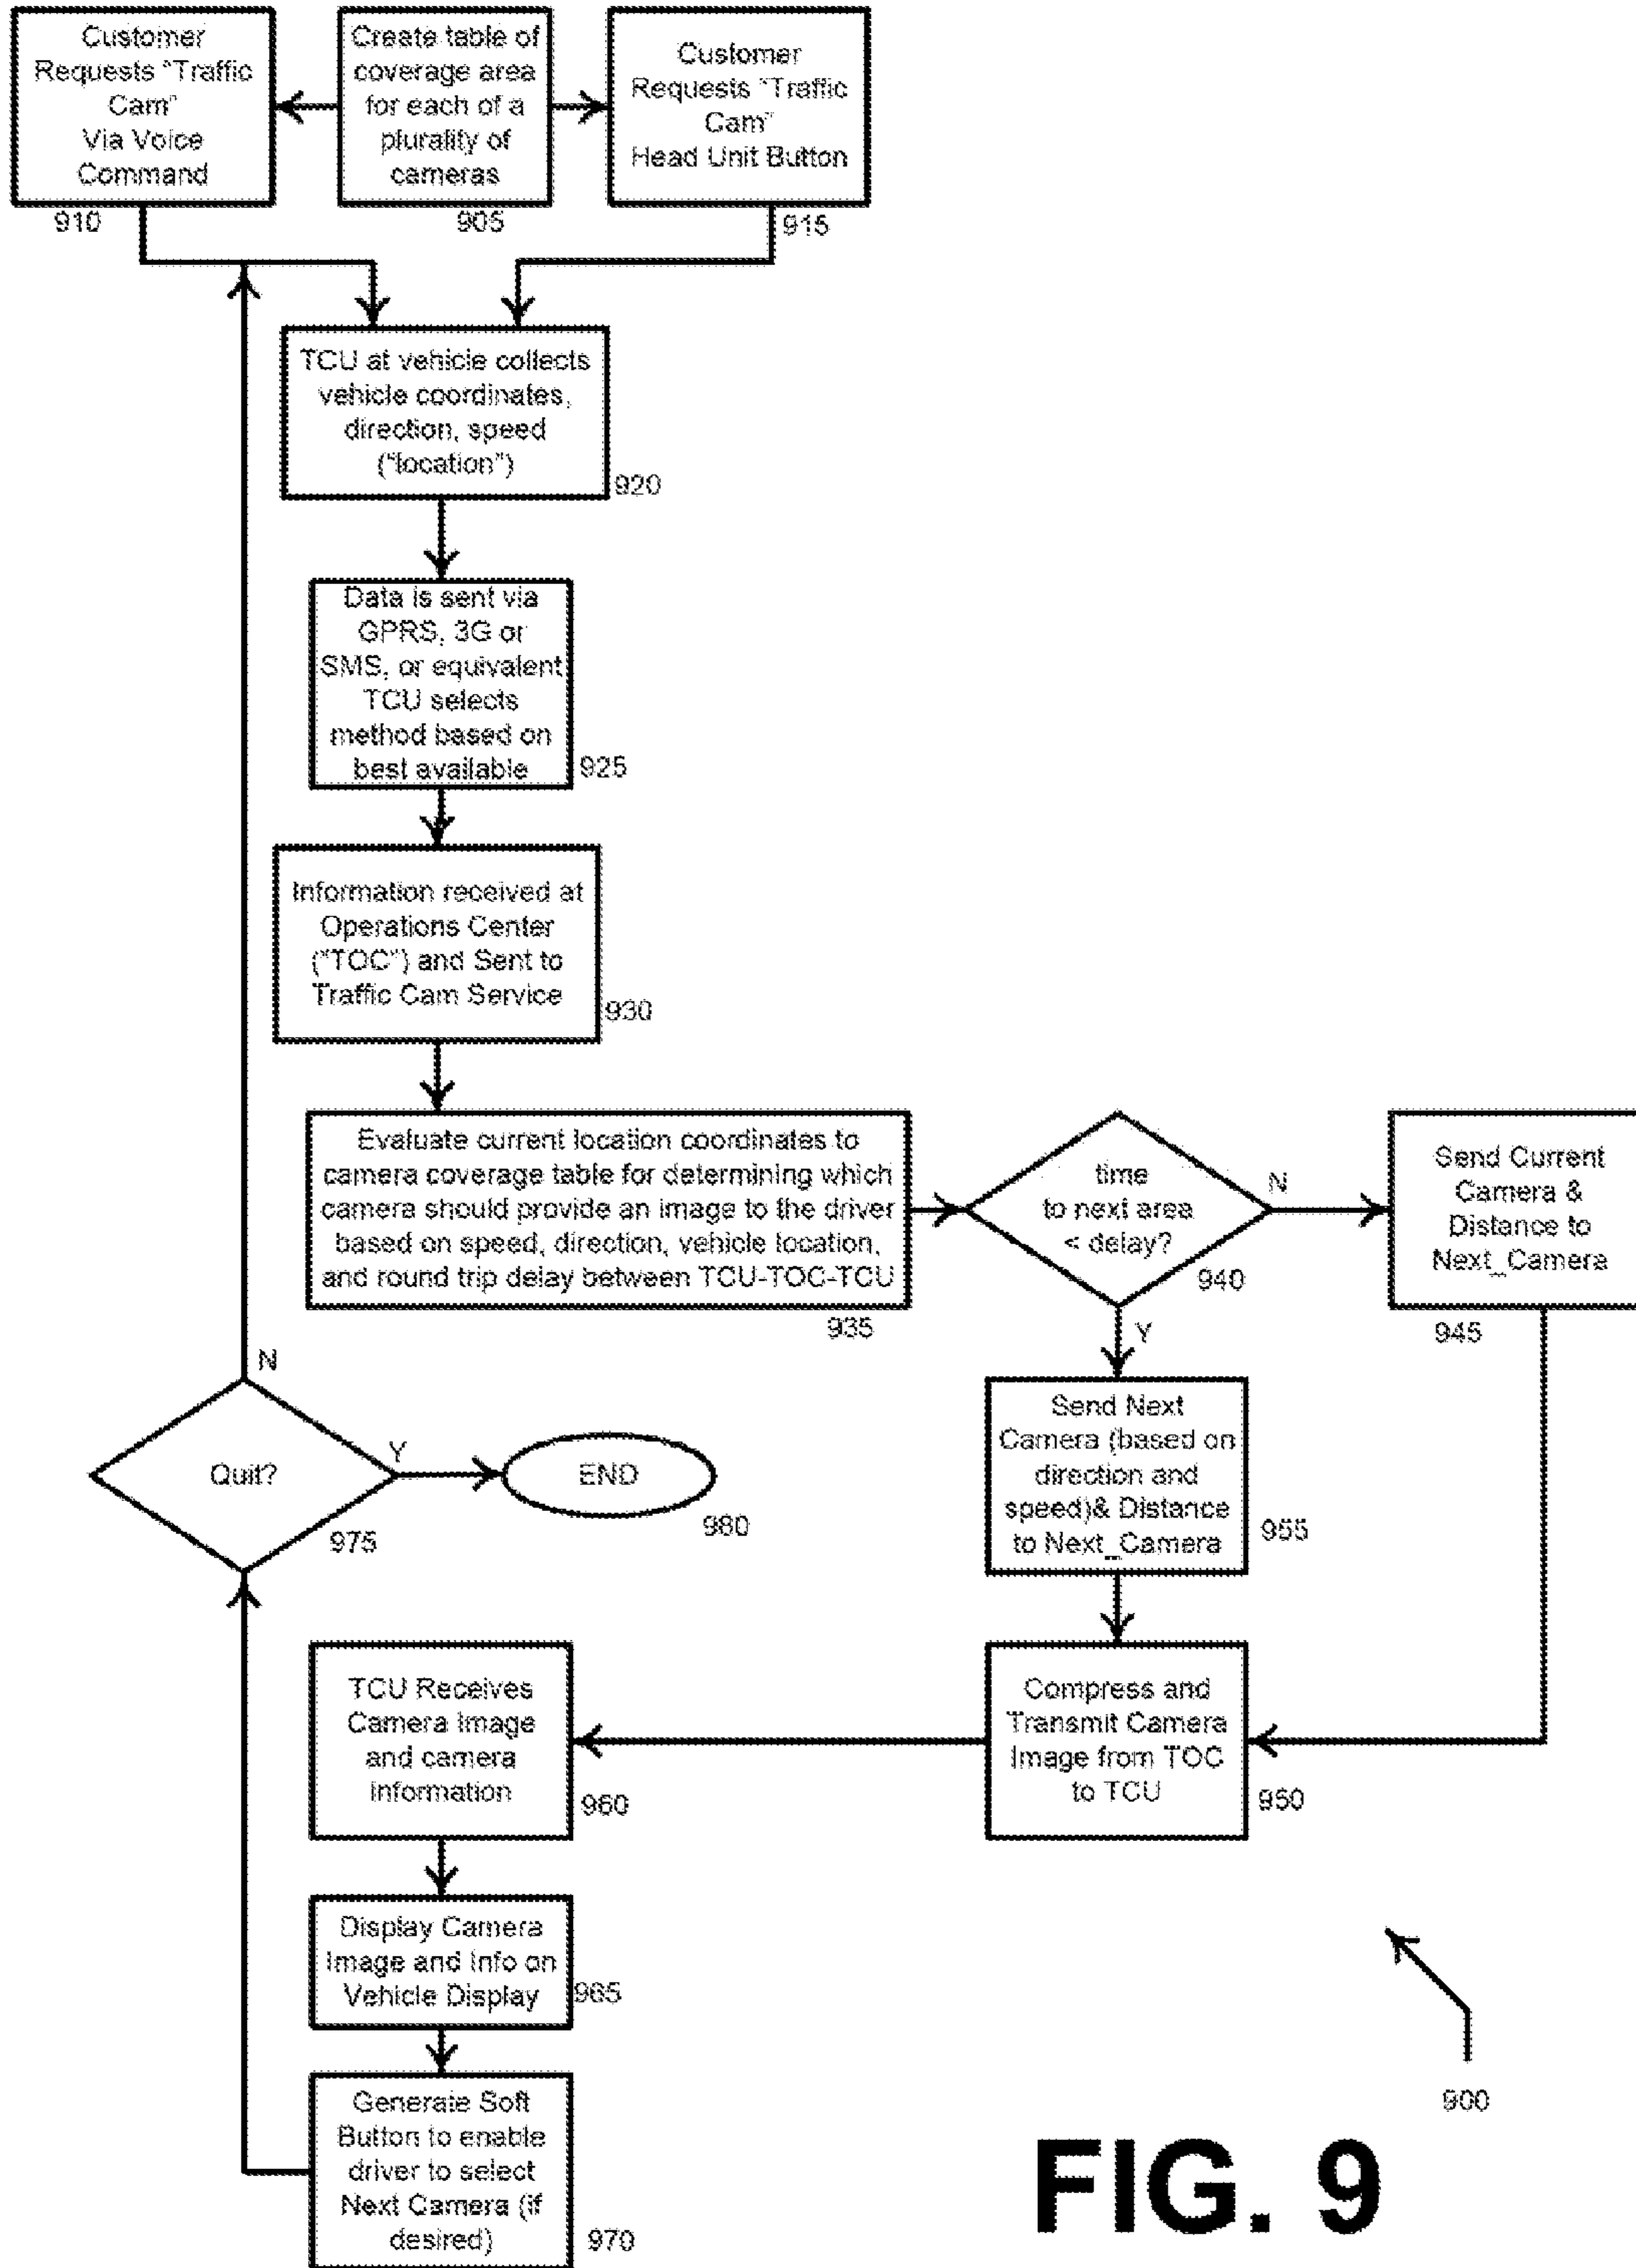 Customer
Requests "Traffic
Cam"
Via Voice
Command
910
Create table of
coverage area
for each of a
plurality of
cameras
905
Customer
Requests "Traffic
Cam"
Head Unit Button
915
TCU at vehicle collects
vehicle coordinates,
direction, speed
("location")
920
Data is sent via
GPRS, 3G or
SMS, or equivalent
TCU selects
method based on
best available
925
Information received at
Operations Center
("TOC") and Sent to
Traffic Cam Service
930
Evaluate current location coordinates to
camera coverage table for determining which
camera should provide an image to the driver
based on speed, direction, vehicle location,
and round trip delay between TCU-TOC-TCU
935
time
to next area
< delay?
940
N
Send Current
Camera &
Distance to
Next_Camera
945
Y
Send Next
Camera (based on
direction and
speed)& Distance
to Next_Camera
955
Compress and
Transmit Camera
Image from TOC
to TCU
950
TCU Receives
Camera Image
and camera
information
960
Display Camera
Image and Info on
Vehicle Display
965
Generate Soft
Button to enable
driver to select
Next Camera (if
desired)
970
Quit?
975
N
Y
END
980
900
FIG. 9